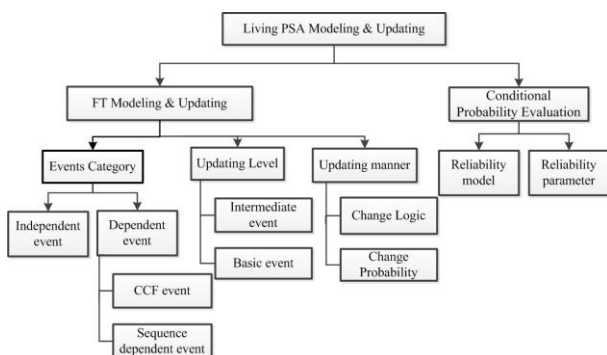 Living PSA Modeling & Updating
FT Modeling & Updating
Conditional
Probability Evaluation
Events Category
Updating Level
Updating manner
Reliability
model
Reliability
parameter
Independent
event
Dependent
event
Intermediate
event
Change Logic
Basic event
Change
Probability
CCF event
Sequence
dependent event